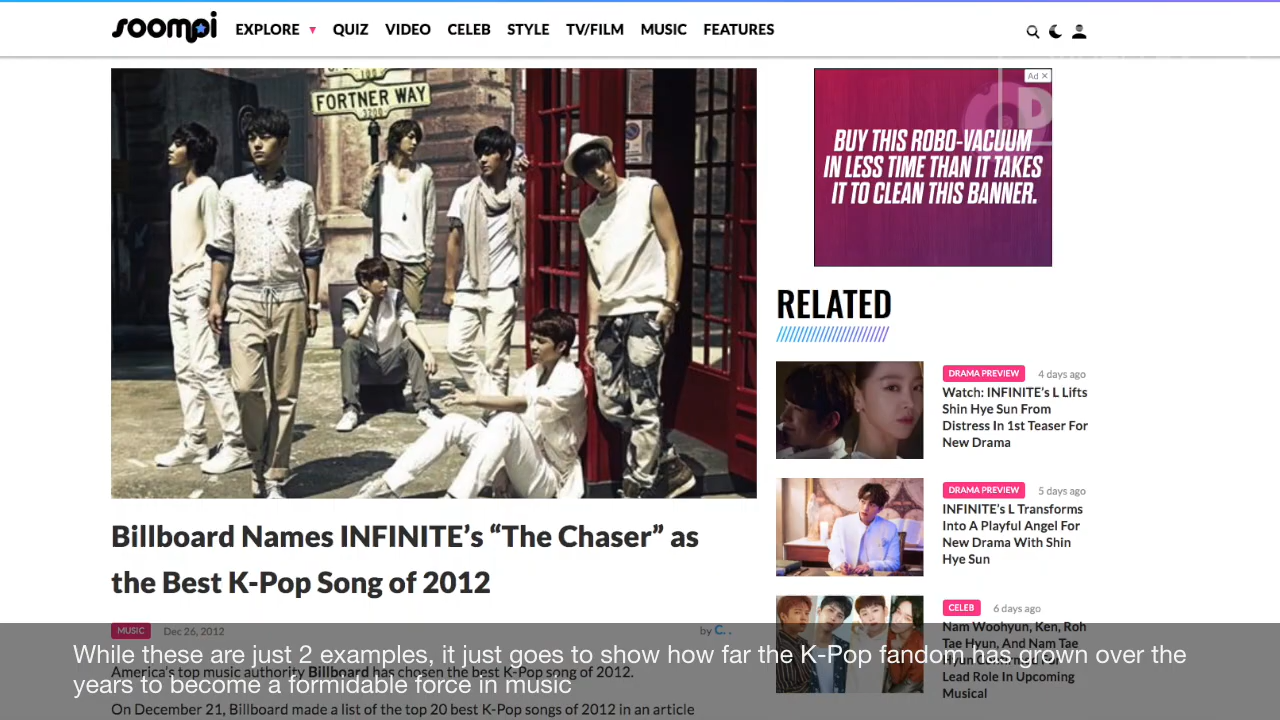 soompi EXPLORE ▼ QUIZ VIDEO CELEB STYLE TV/FILM MUSIC FEATURES
FORTNER WAY
3200
Ad ✕
D
BUY THIS ROBO-VACUUM
IN LESS TIME THAN IT TAKES
IT TO CLEAN THIS BANNER.
RELATED
DRAMA PREVIEW 4 days ago
Watch: INFINITE's L Lifts
Shin Hye Sun From
Distress In 1st Teaser For
New Drama
DRAMA PREVIEW 5 days ago
INFINITE's L Transforms
Into A Playful Angel For
New Drama With Shin
Hye Sun
CELEB 6 days ago
Nam Woohyun, Ken, Roh
Tae Hyun, And Nam Tae
Hyun For
Lead Role In Upcoming
Musical
Billboard Names INFINITE's “The Chaser” as
the Best K-Pop Song of 2012
MUSIC Dec 26, 2012 by C. .
America's top music authority Billboard has chosen the best K-Pop song of 2012.
On December 21, Billboard made a list of the top 20 best K-Pop songs of 2012 in an article
While these are just 2 examples, it just goes to show how far the K-Pop fandom has grown over the
years to become a formidable force in music